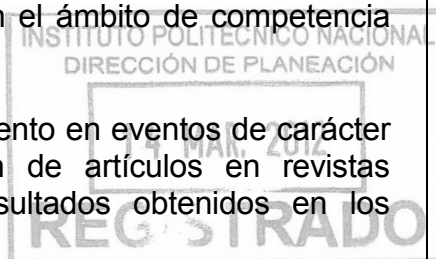 n el ámbito de competencia
INSTITUTO POLITÉCNICO NACIONAL
DIRECCIÓN DE PLANEACIÓN
ento en eventos de carácter
14 MAR. 2012
n de artículos en revistas
sultados obtenidos en los
REGISTRADO